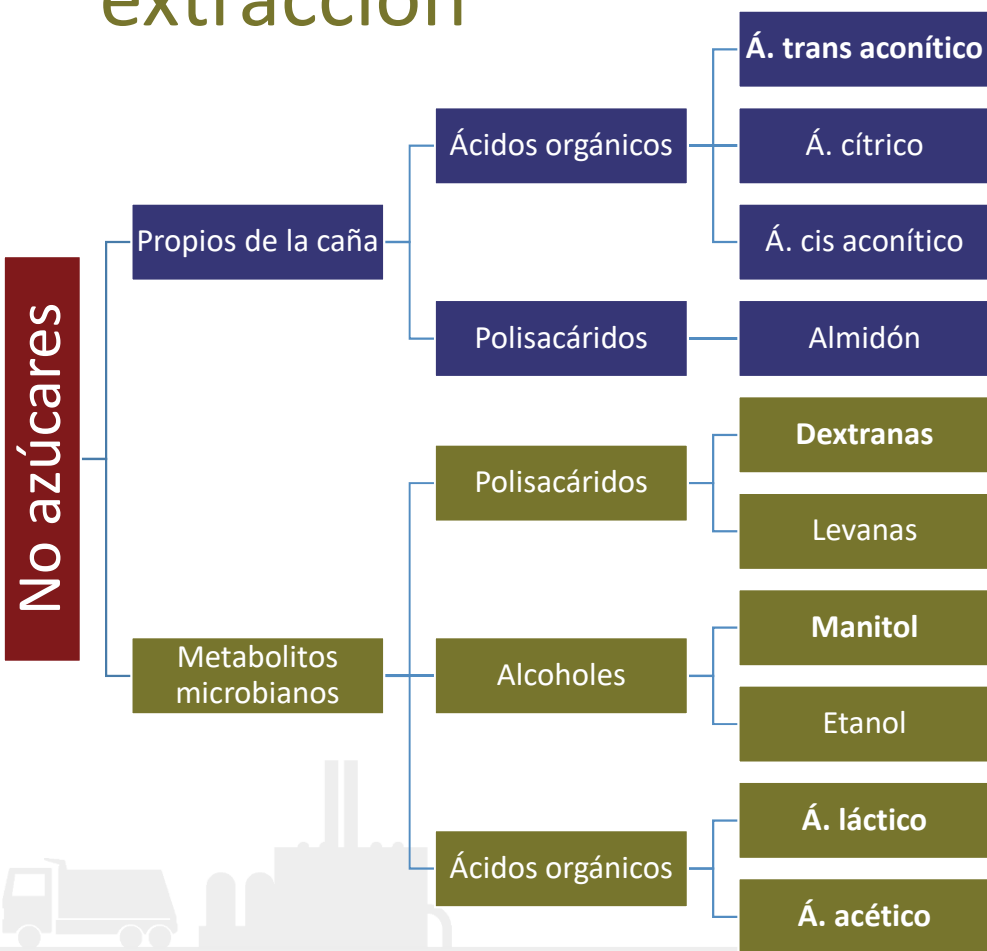 extracción
No azúcares
Propios de la caña
Ácidos orgánicos
Á. trans aconítico
Á. cítrico
Á. cis aconítico
Polisacáridos
Almidón
Metabolitos
microbianos
Polisacáridos
Dextranas
Levanas
Alcoholes
Manitol
Etanol
Ácidos orgánicos
Á. láctico
Á. acético